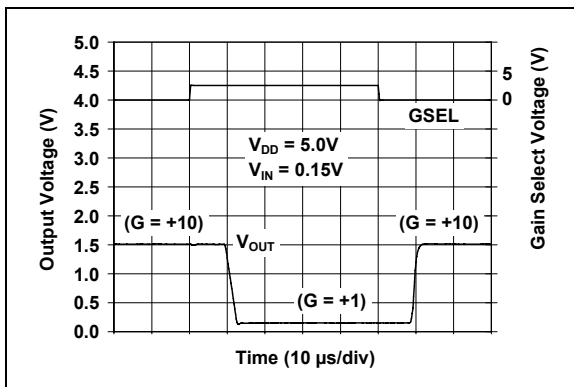 5.0
4.5
4.0
3.5
3.0
2.5
2.0
1.5
1.0
0.5
0.0
Output Voltage (V)
5
0
Gain Select Voltage (V)
GSEL
V_DD = 5.0V
V_IN = 0.15V
(G = +10)
(G = +10)
V_OUT
(G = +1)
Time (10 µs/div)